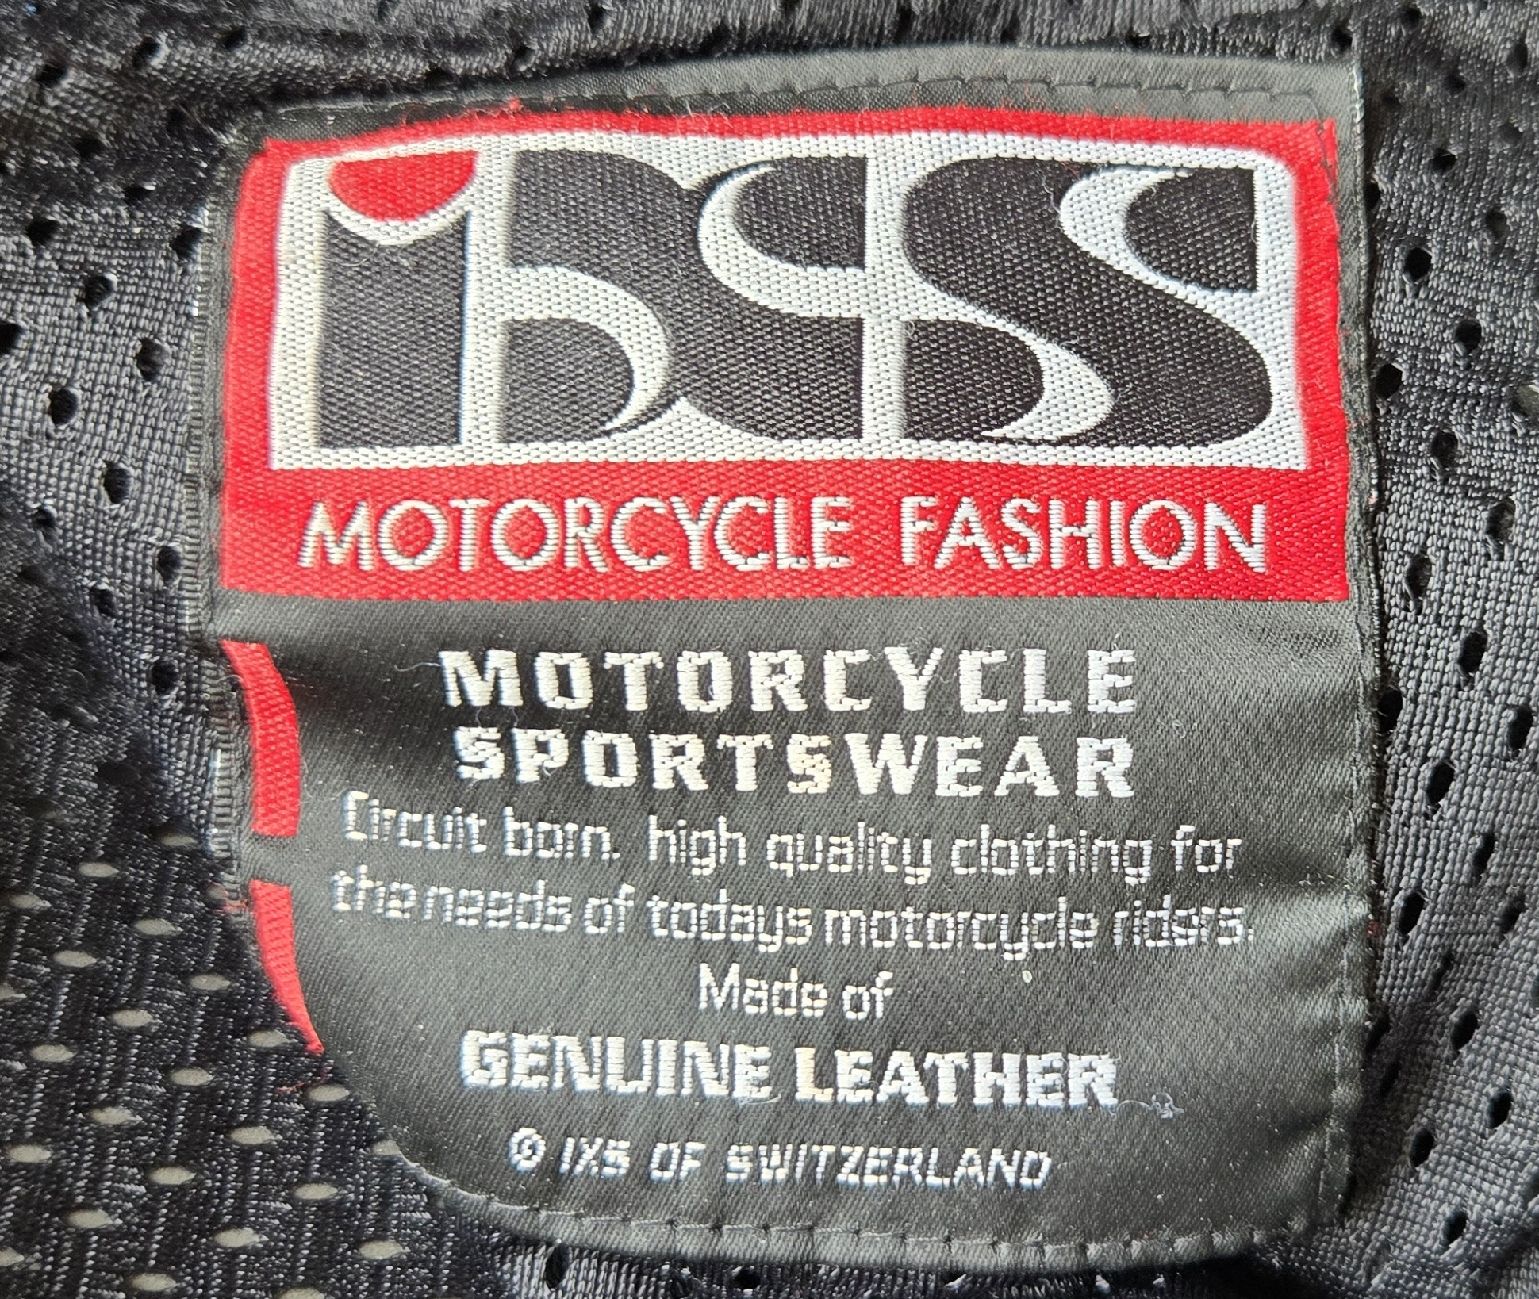 iXS
MOTORCYCLE FASHION
MOTORCYCLE
SPORTSWEAR
Circuit born. high quality clothing for
the needs of todays motorcycle riders.
Made of
GENUINE LEATHER
© IXS OF SWITZERLAND